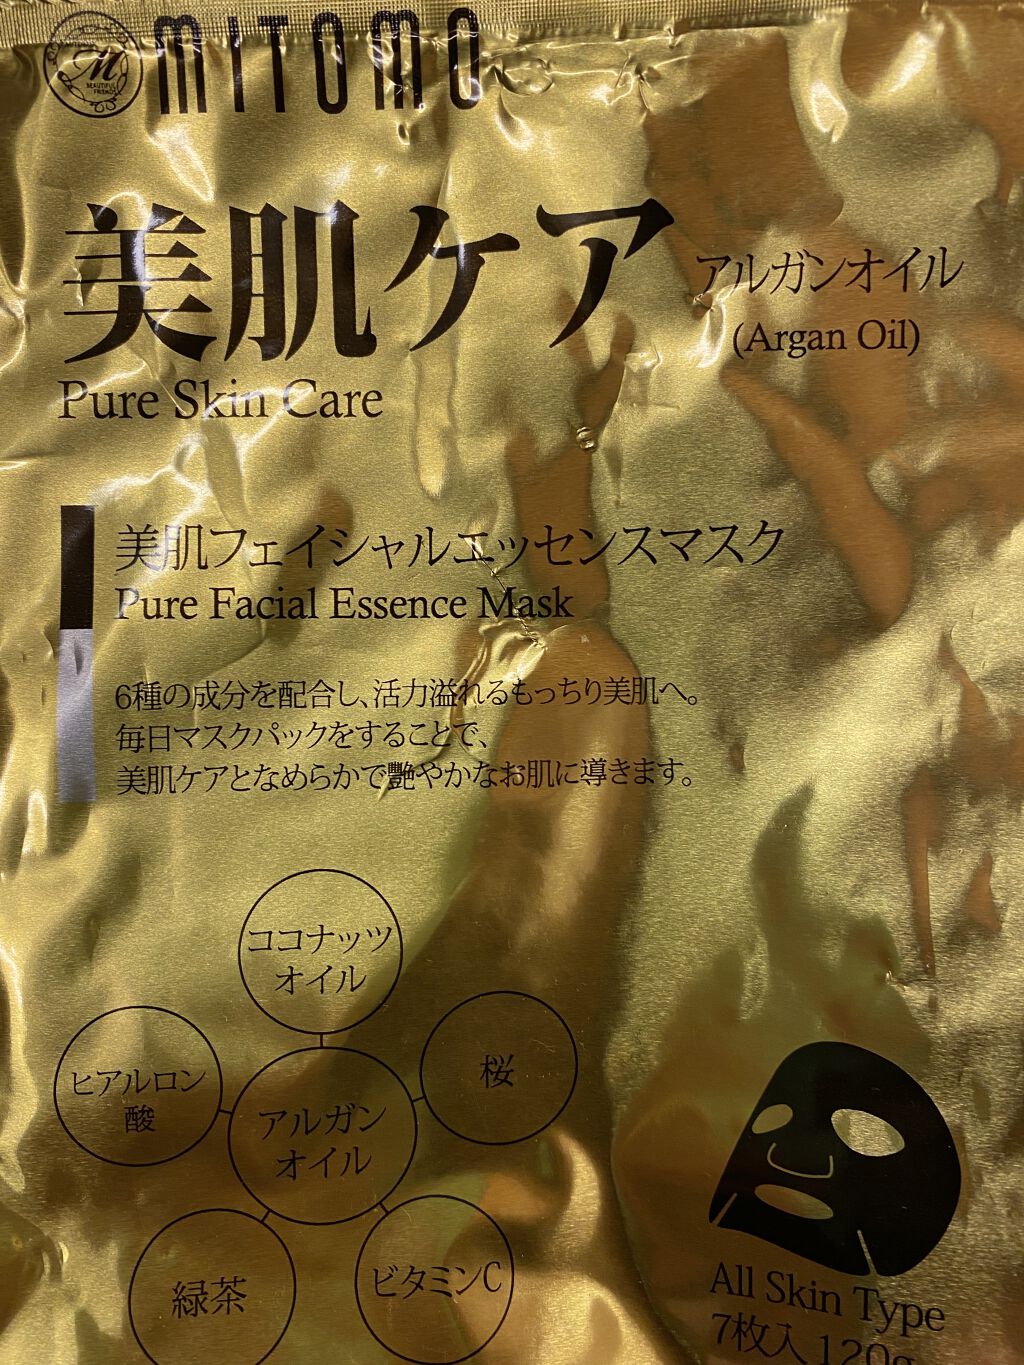 M
BEAUTIFUL
FRIENDS
MITOMO
美肌ケア
アルガンオイル
(Argan Oil)
Pure Skin Care
美肌フェイシャルエッセンスマスク
Pure Facial Essence Mask
6種の成分を配合し、活力溢れるもっちり美肌へ。
毎日マスクパックをすることで、
美肌ケアとなめらかで艶やかなお肌に導きます。
ココナッツ
オイル
ヒアルロン
酸
桜
アルガン
オイル
緑茶
ビタミンC
All Skin Type
7枚入 120g